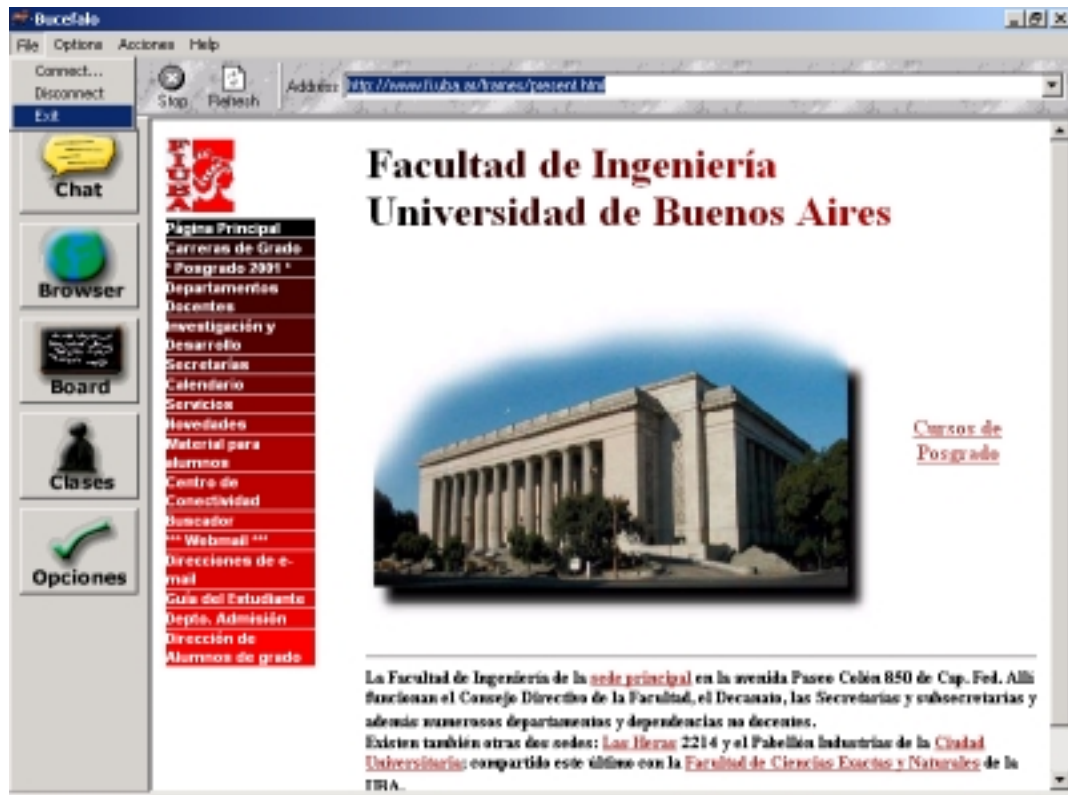 Bucefalo
File Options Acciones Help
Connect...
Disconnect
Exit
Stop Refresh Address http://www.fi.uba.ar/frames/present.html
Chat
Browser
Board
Clases
Opciones
FIUBA
Página Principal
Carreras de Grado
* Posgrado 2001 *
Departamentos
Docentes
Investigación y
Desarrollo
Secretarías
Calendario
Servicios
Novedades
Material para
alumnos
Centro de
Conectividad
Buscador
*** Webmail ***
Direcciones de e-
mail
Guía del Estudiante
Depto. Admisión
Dirección de
Alumnos de grado
Facultad de Ingeniería
Universidad de Buenos Aires
Cursos de
Posgrado
La Facultad de Ingeniería de la sede principal en la avenida Paseo Colón 850 de Cap. Fed. Allí
funcionan el Consejo Directivo de la Facultad, el Decanato, las Secretarías y subsecretarías y
además numerosos departamentos y dependencias no docentes.
Existen también otras dos sedes: Las Heras 2214 y el Pabellón Industrias de la Ciudad
Universitaria; compartido este último con la Facultad de Ciencias Exactas y Naturales de la
UBA.